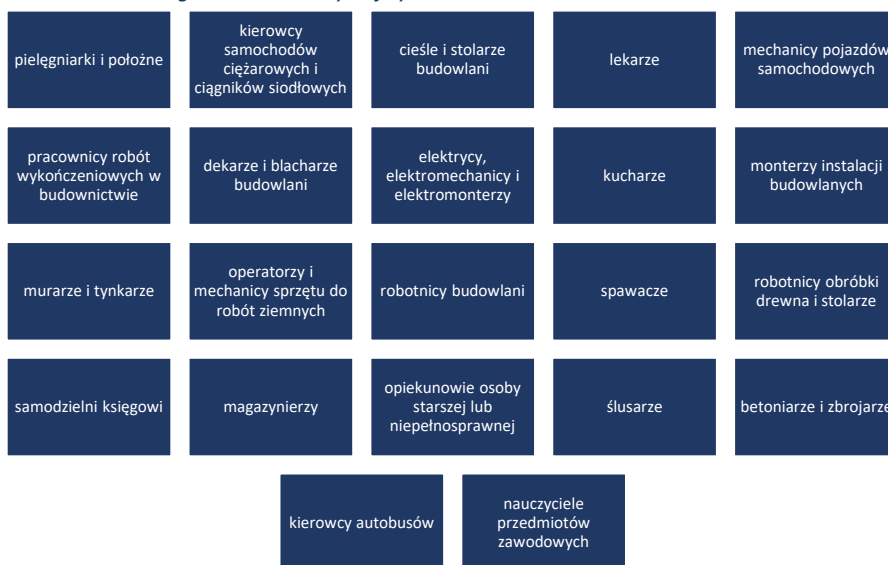 pielęgniarki i położne
kierowcy
samochodów
ciężarowych i
ciągników siodłowych
cieśle i stolarze
budowlani
lekarze
mechanicy pojazdów
samochodowych
pracownicy robót
wykończeniowych w
budownictwie
dekarze i blacharze
budowlani
elektrycy,
elektromechanicy i
elektromonterzy
kucharze
monterzy instalacji
budowlanych
murarze i tynkarze
operatorzy i
mechanicy sprzętu do
robót ziemnych
robotnicy budowlani
spawacze
robotnicy obróbki
drewna i stolarze
samodzielni księgowi
magazynierzy
opiekunowie osoby
starszej lub
niepełnosprawnej
ślusarze
betoniarze i zbrojarze
kierowcy autobusów
nauczyciele
przedmiotów
zawodowych